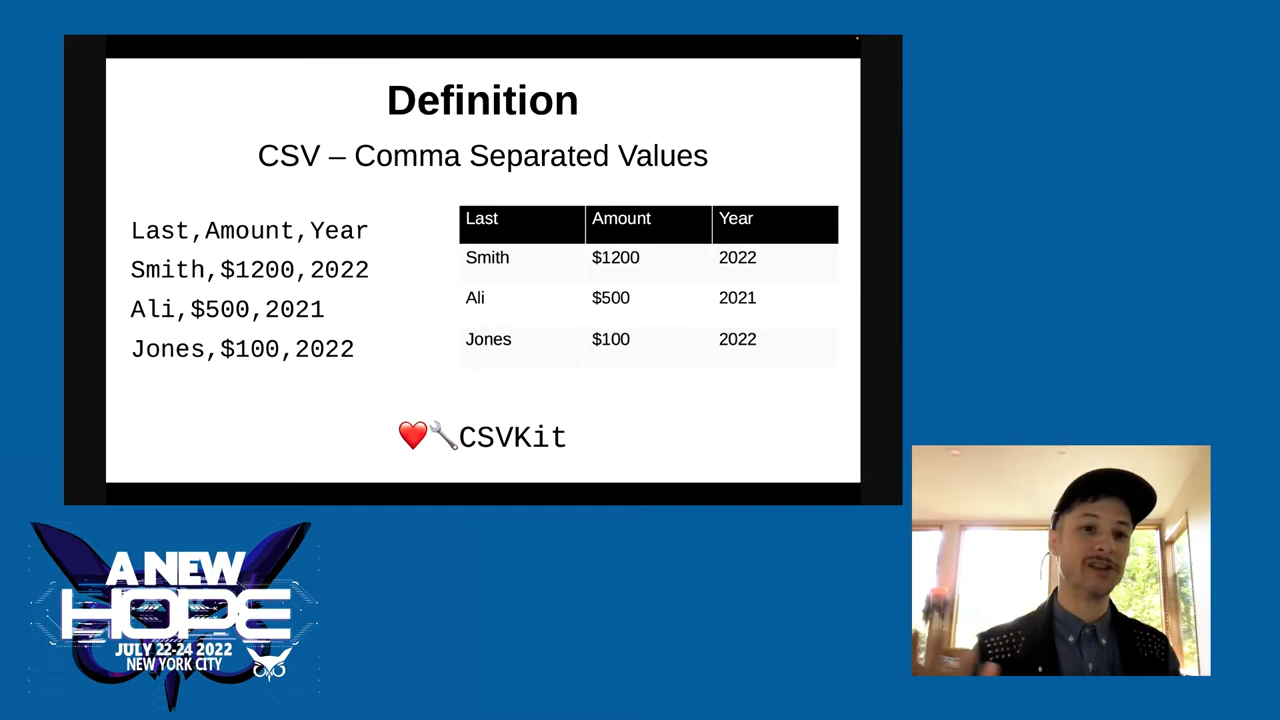 Definition
CSV – Comma Separated Values
Last,Amount,Year
Smith,$1200,2022
Ali,$500,2021
Jones,$100,2022
Last Amount Year
Smith $1200 2022
Ali $500 2021
Jones $100 2022
❤️🔧CSVKit
A NEW
HOPE
JULY 22-24 2022
NEW YORK CITY